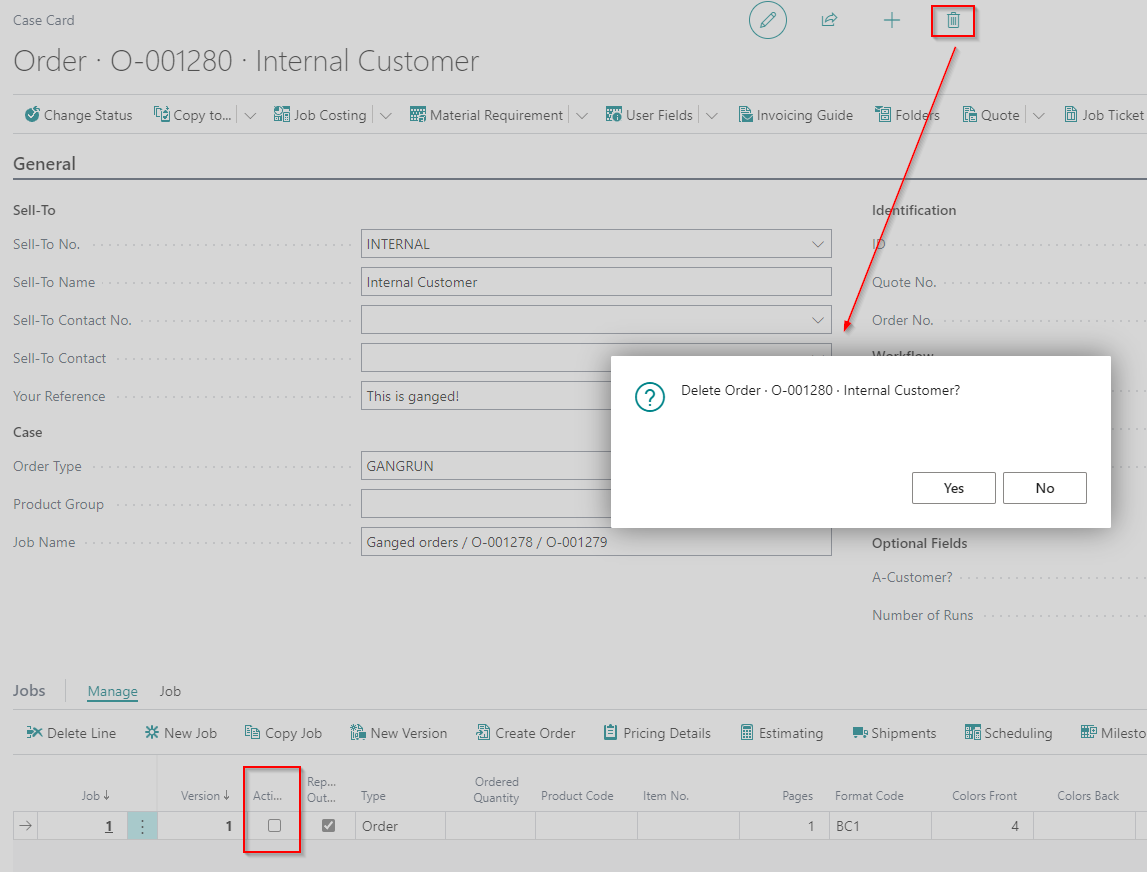 Case Card
Order · O-001280 · Internal Customer
Change Status Copy to... Job Costing Material Requirement User Fields Invoicing Guide Folders Quote Job Ticket
General
Sell-To
Identification
Sell-To No.
INTERNAL
ID
Sell-To Name
Internal Customer
Quote No.
Sell-To Contact No.
Order No.
Sell-To Contact
Workflow
Your Reference
This is ganged!
Delete Order · O-001280 · Internal Customer?
Yes No
Case
Order Type
GANGRUN
Product Group
Job Name
Ganged orders / O-001278 / O-001279
Optional Fields
A-Customer?
Number of Runs
Jobs Manage Job
Delete Line New Job Copy Job New Version Create Order Pricing Details Estimating Shipments Scheduling Milesto
Job Version Acti... Rep... Out... Type Ordered Quantity Product Code Item No. Pages Format Code Colors Front Colors Back
1 1 Order 1 BC1 4